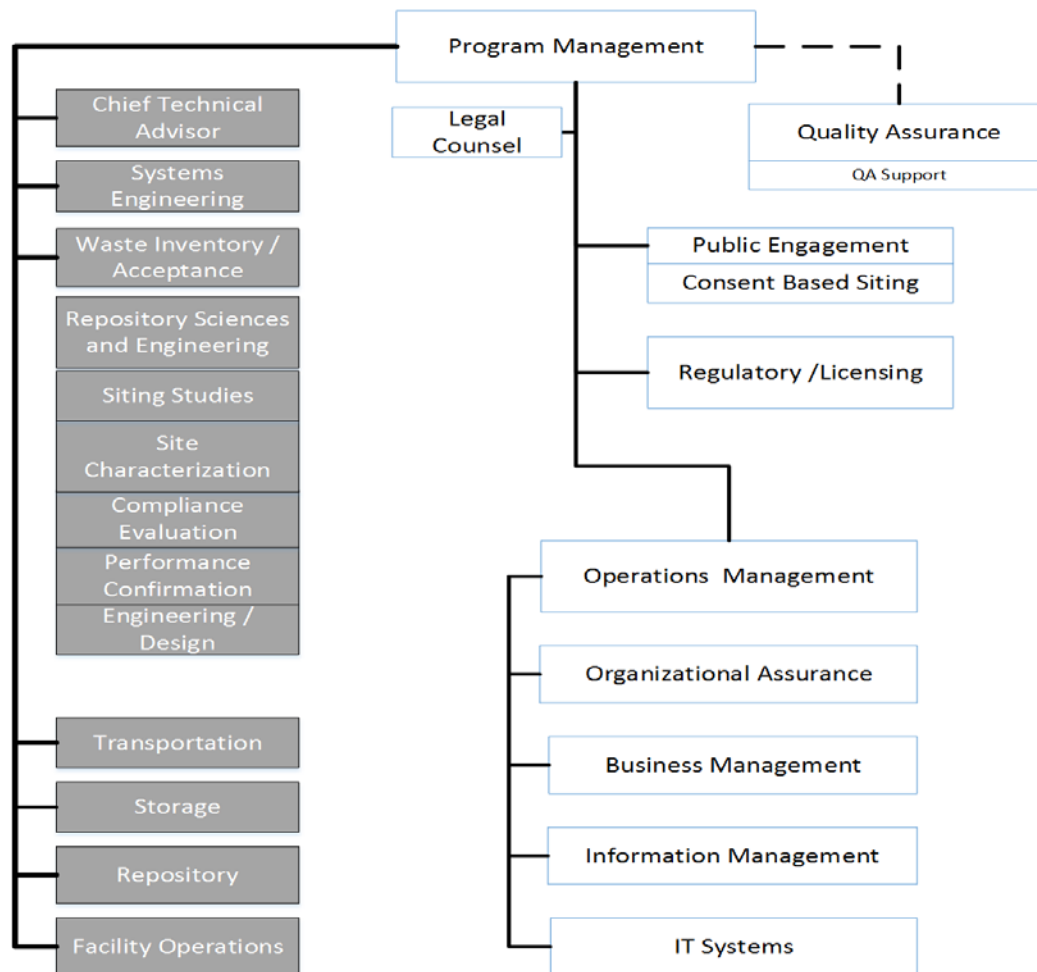 Program Management
Chief Technical
Advisor
Legal
Counsel
Quality Assurance
QA Support
Systems
Engineering
Waste Inventory /
Acceptance
Public Engagement
Consent Based Siting
Repository Sciences
and Engineering
Siting Studies
Regulatory /Licensing
Site
Characterization
Compliance
Evaluation
Performance
Confirmation
Engineering /
Design
Operations Management
Organizational Assurance
Transportation
Business Management
Storage
Repository
Information Management
Facility Operations
IT Systems